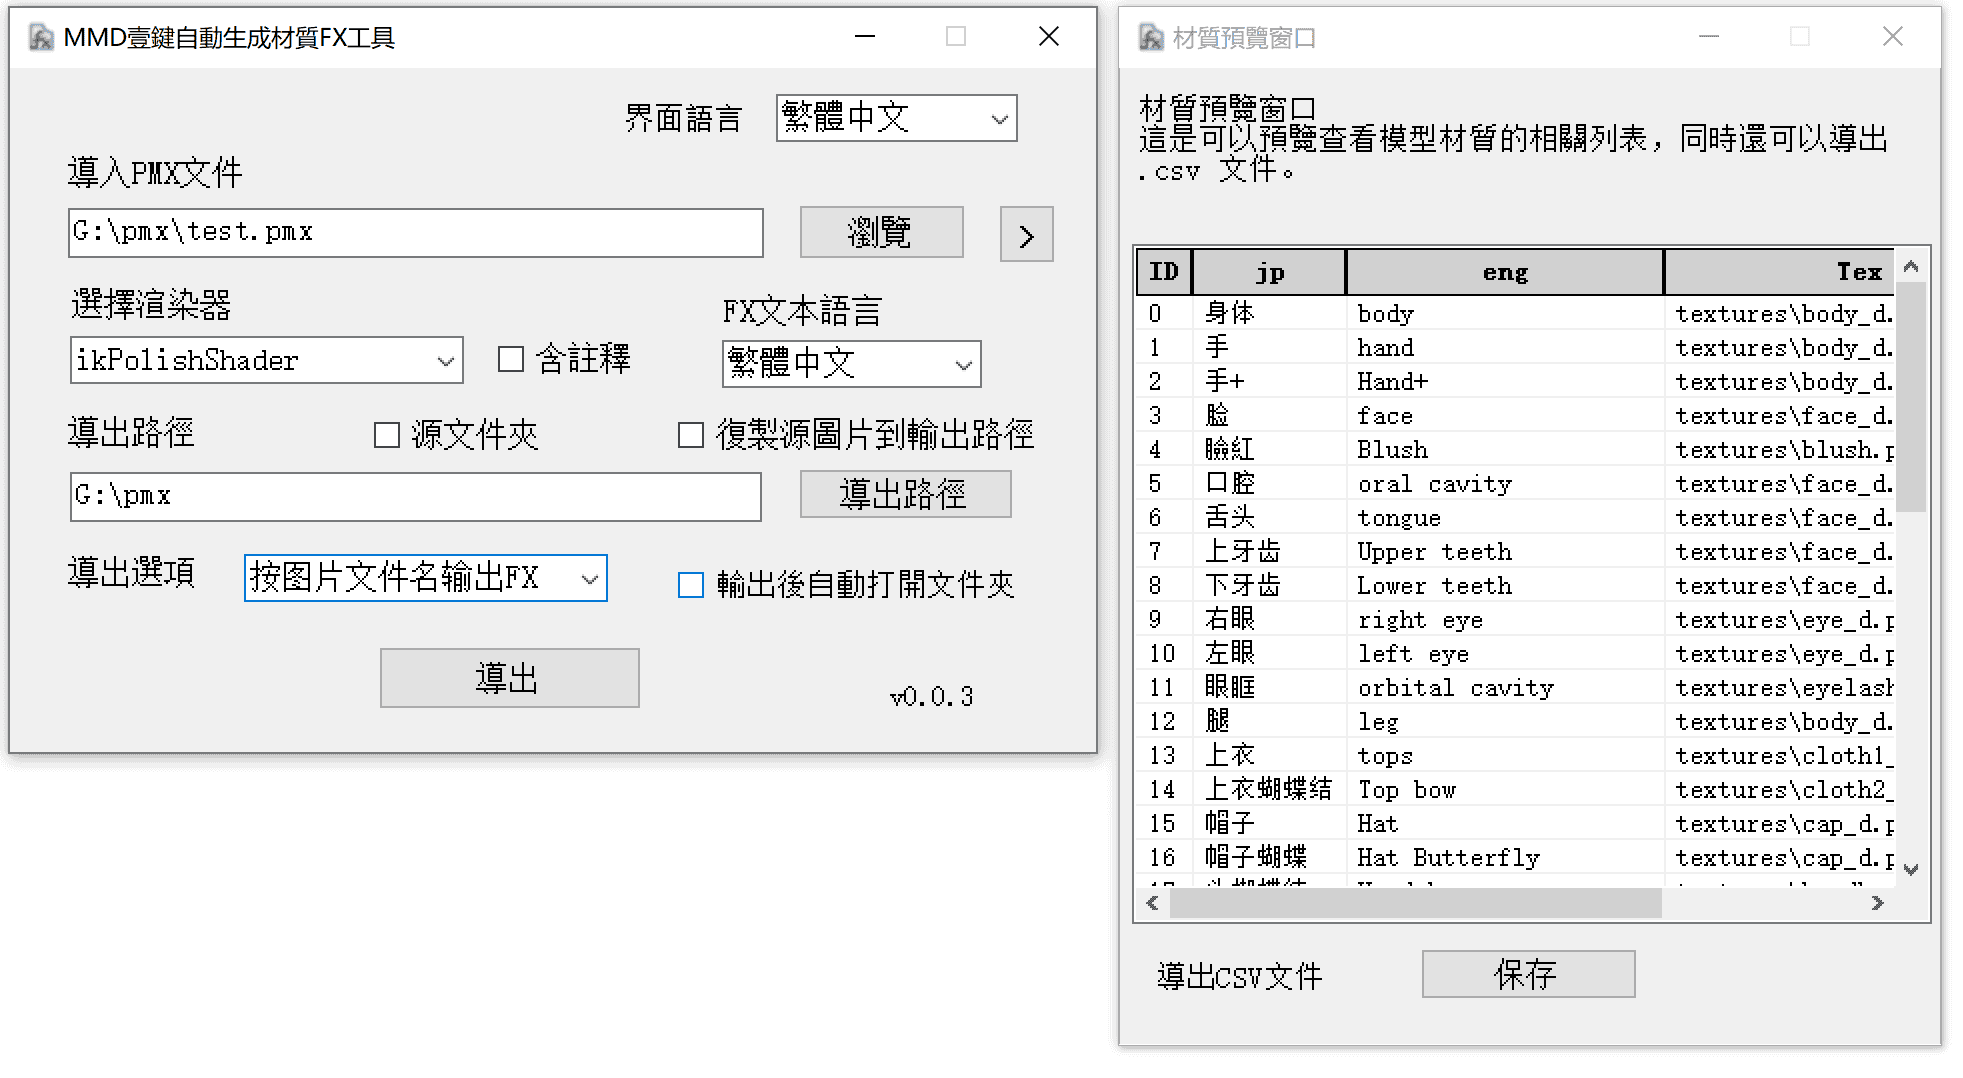 MMD壹鍵自動生成材質FX工具
界面語言 繁體中文
導入PMX文件
G:\pmx\test.pmx 瀏覽 >
選擇渲染器 FX文本語言
ikPolishShader 含註釋 繁體中文
導出路徑 源文件夾 復製源圖片到輸出路徑
G:\pmx 導出路徑
導出選項 按图片文件名输出FX 輸出後自動打開文件夾
導出 v0.0.3
材質預覽窗口
材質預覽窗口
這是可以預覽查看模型材質的相關列表，同時還可以導出
.csv 文件。
ID jp eng Tex
0 身体 body textures\body_d.
1 手 hand textures\body_d.
2 手+ Hand+ textures\body_d.
3 脸 face textures\face_d.
4 臉紅 Blush textures\blush.p
5 口腔 oral cavity textures\face_d.
6 舌头 tongue textures\face_d.
7 上牙齿 Upper teeth textures\face_d.
8 下牙齿 Lower teeth textures\face_d.
9 右眼 right eye textures\eye_d.p
10 左眼 left eye textures\eye_d.p
11 眼眶 orbital cavity textures\eyelash
12 腿 leg textures\body_d.
13 上衣 tops textures\cloth1_
14 上衣蝴蝶结 Top bow textures\cloth2_
15 帽子 Hat textures\cap_d.p
16 帽子蝴蝶 Hat Butterfly textures\cap_d.p
導出CSV文件 保存